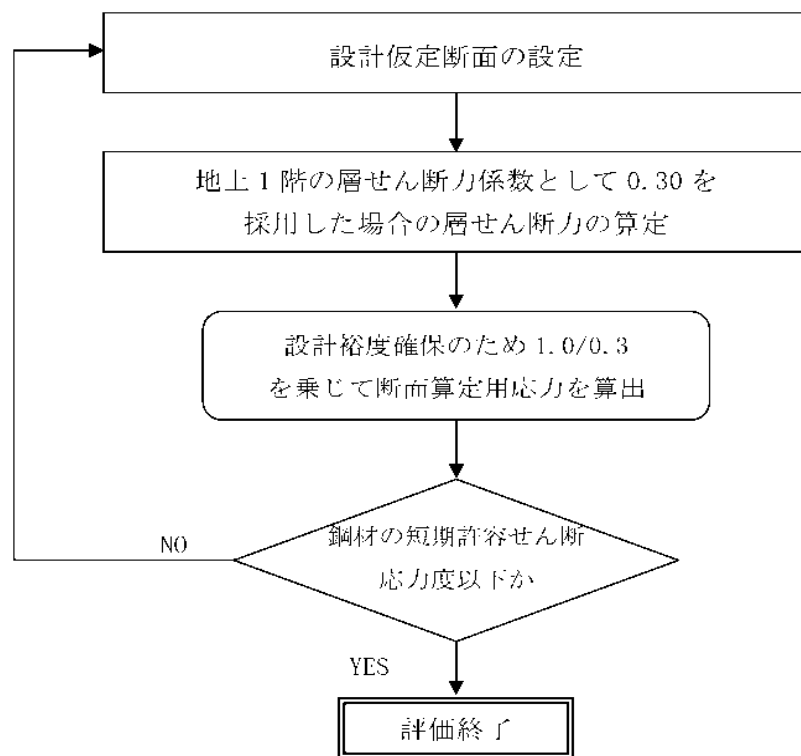 設計仮定断面の設定
地上1階の層せん断力係数として0.30を
採用した場合の層せん断力の算定
設計裕度確保のため1.0/0.3
を乗じて断面算定用応力を算出
鋼材の短期許容せん断
応力度以下か
NO
YES
評価終了